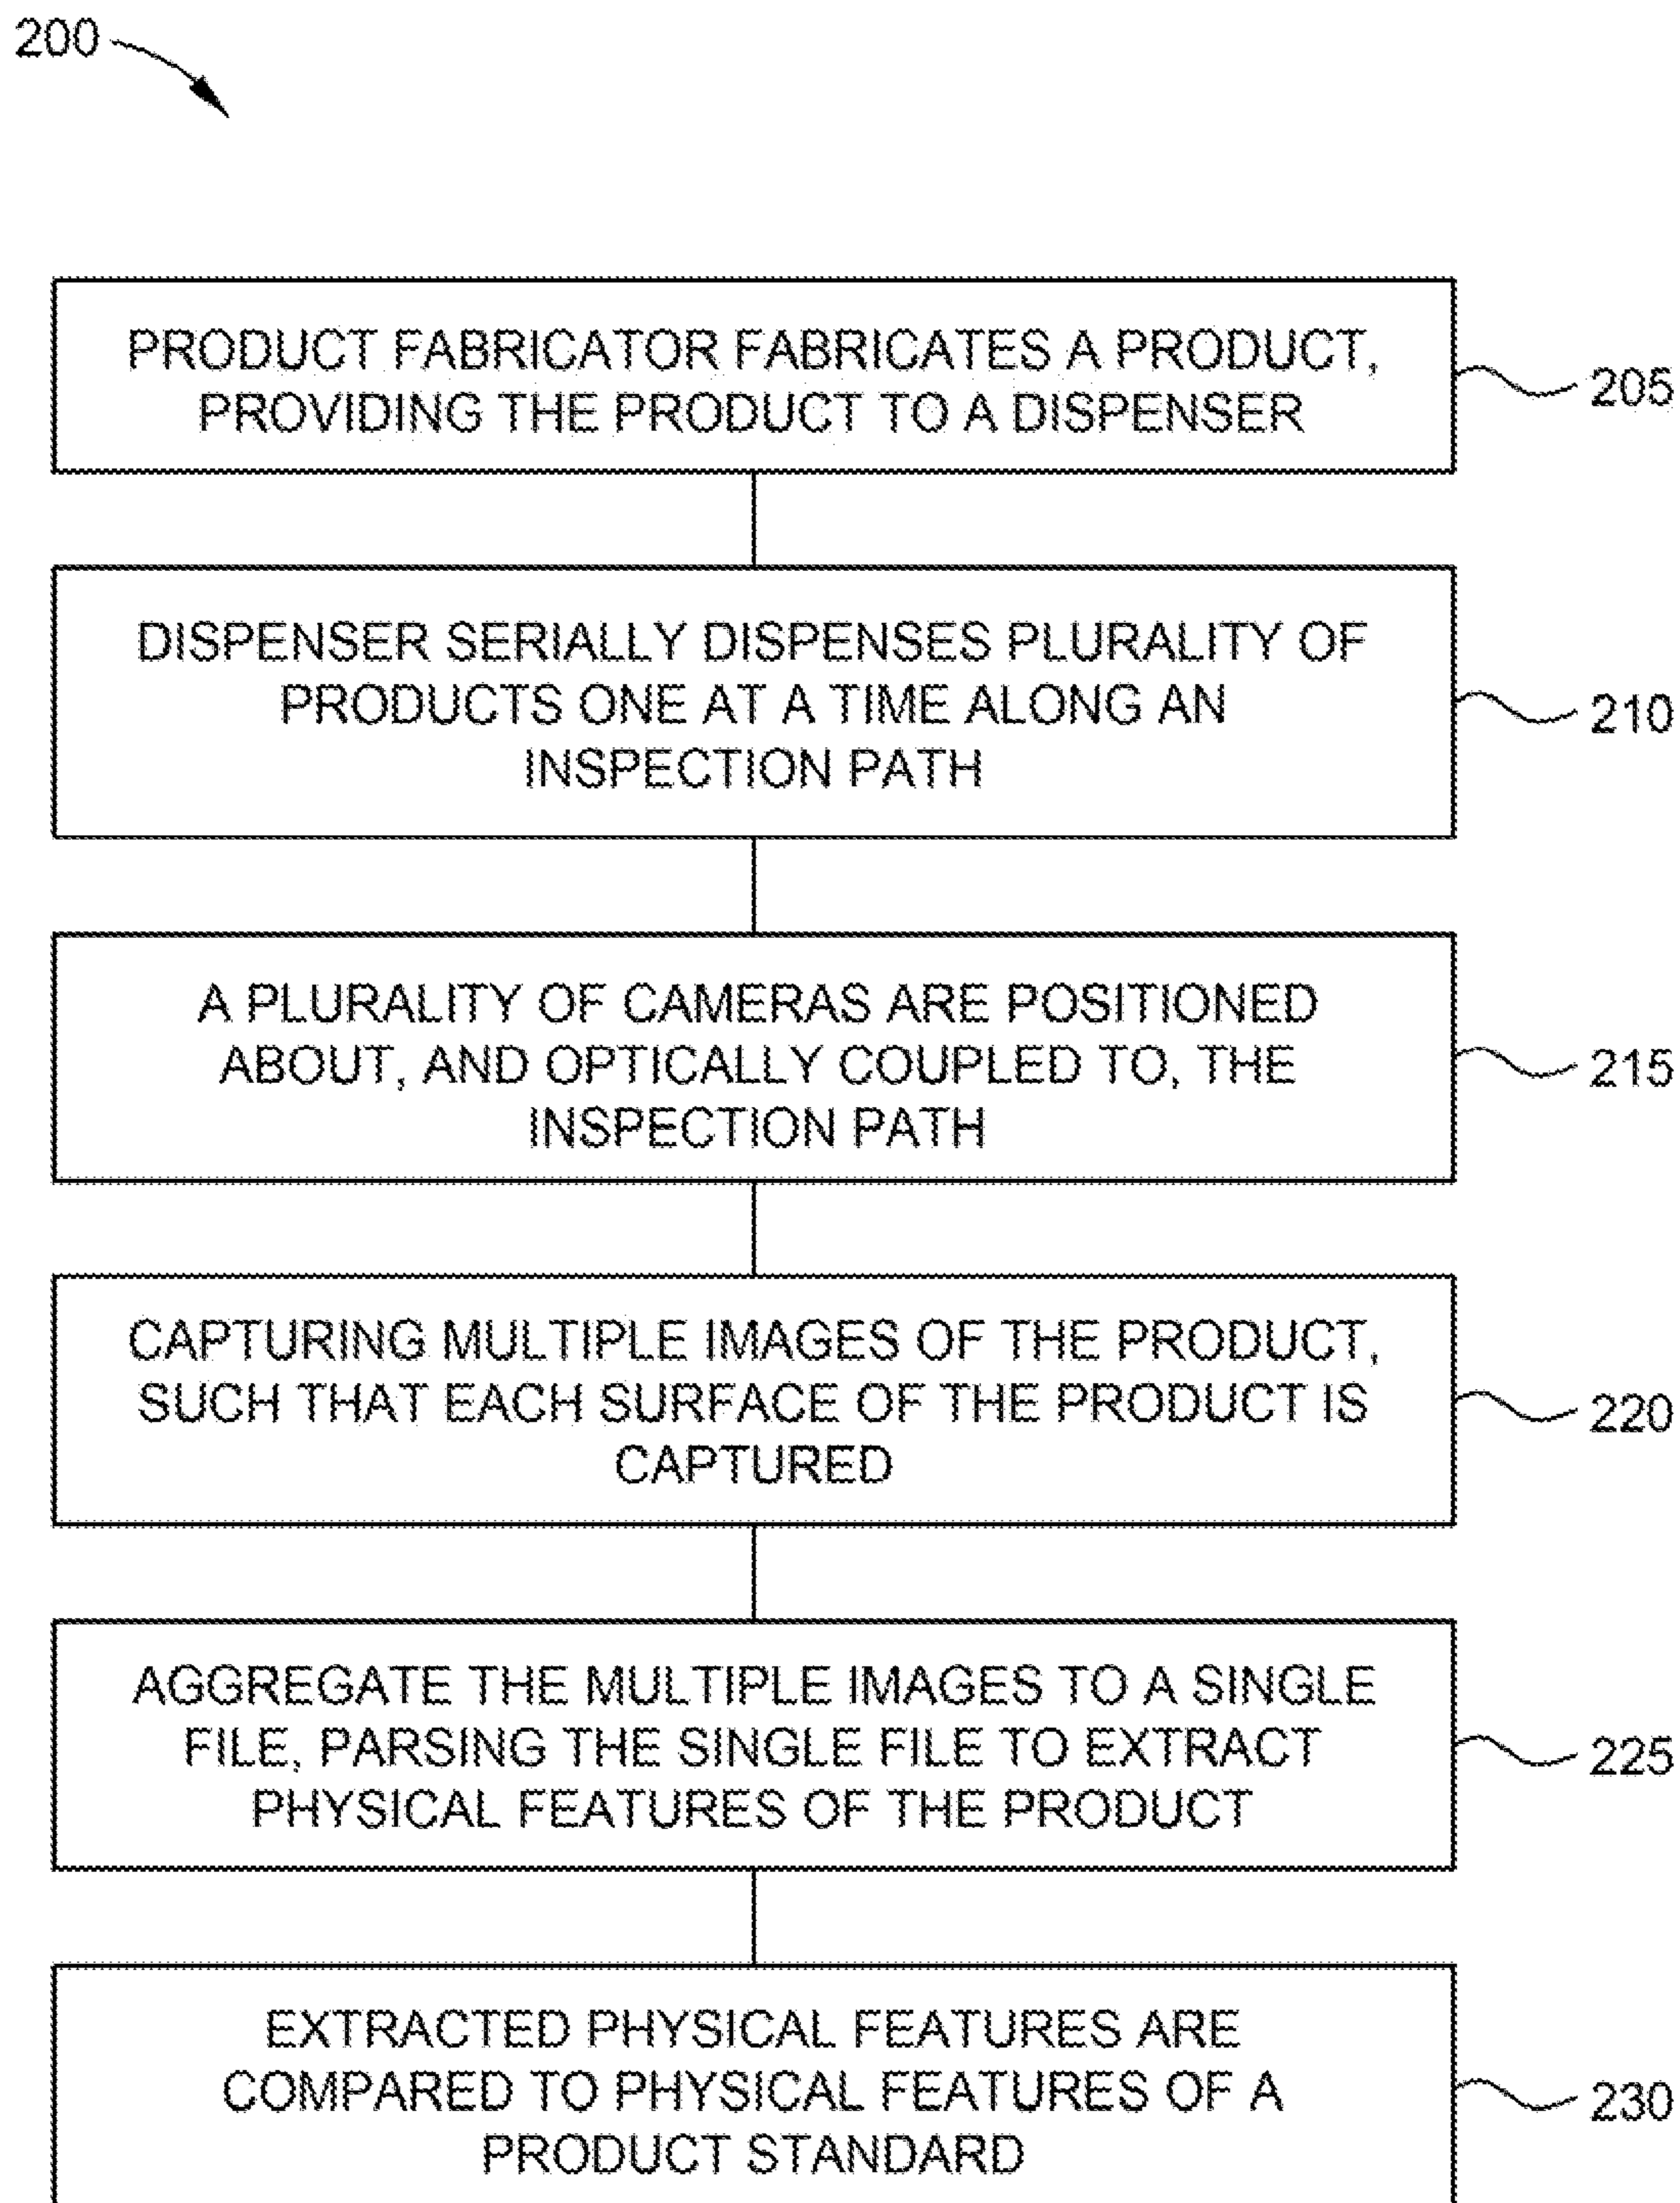 200
PRODUCT FABRICATOR FABRICATES A PRODUCT,
PROVIDING THE PRODUCT TO A DISPENSER
205
DISPENSER SERIALLY DISPENSES PLURALITY OF
PRODUCTS ONE AT A TIME ALONG AN
INSPECTION PATH
210
A PLURALITY OF CAMERAS ARE POSITIONED
ABOUT, AND OPTICALLY COUPLED TO, THE
INSPECTION PATH
215
CAPTURING MULTIPLE IMAGES OF THE PRODUCT,
SUCH THAT EACH SURFACE OF THE PRODUCT IS
CAPTURED
220
AGGREGATE THE MULTIPLE IMAGES TO A SINGLE
FILE, PARSING THE SINGLE FILE TO EXTRACT
PHYSICAL FEATURES OF THE PRODUCT
225
EXTRACTED PHYSICAL FEATURES ARE
COMPARED TO PHYSICAL FEATURES OF A
PRODUCT STANDARD
230